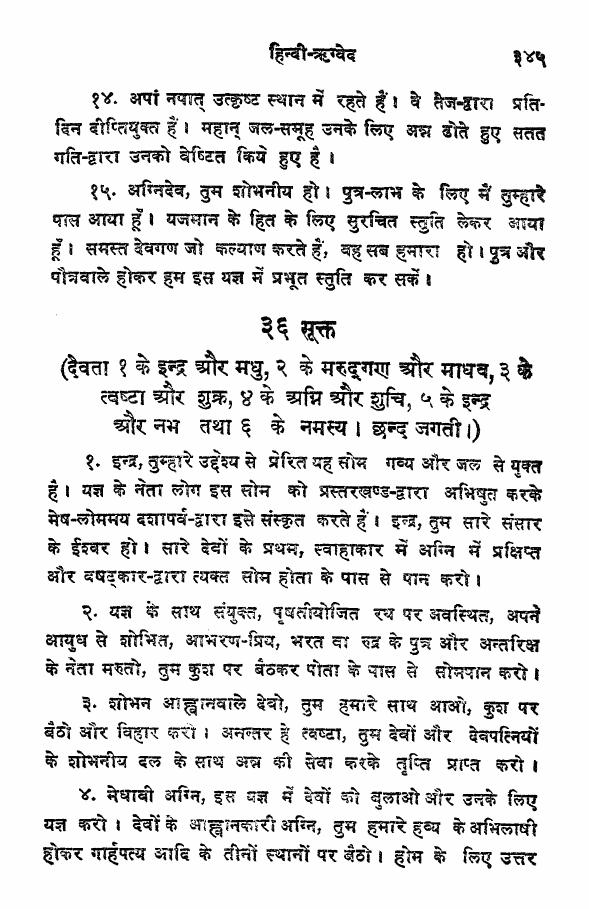 हिन्दी-ऋग्वेद ३४५
१४. अपां नपात् उत्कृष्ट स्थान में रहते हैं। वे तेज-द्वारा प्रति-
दिन दीप्तियुक्त हैं। महान् जल-समूह उनके लिए अन्न ढोते हुए सतत
गति-द्वारा उनको वेष्टित किये हुए है।
१५. अग्निदेव, तुम शोभनीय हो। पुत्र-लाभ के लिए मैं तुम्हारे
पास आया हूँ। यजमान के हित के लिए सुरचित स्तुति लेकर आया
हूँ। समस्त देवगण जो कल्याण करते हैं, वह सब हमारा हो। पुत्र और
पौत्रवाले होकर हम इस यज्ञ में प्रभूत स्तुति कर सकें।
३६ सूक्त
(देवता १ के इन्द्र और मधु, २ के मरुद्गण और माधव, ३ के
त्वष्टा और शुक्र, ४ के अग्नि और शुचि, ५ के इन्द्र
और नभ तथा ६ के नमस्य। छन्द जगती।)
१. इन्द्र, तुम्हारे उद्देश्य से प्रेरित यह सोम गव्य और जल से युक्त
है। यज्ञ के नेता लोग इस सोम को प्रस्तरखण्ड-द्वारा अभिषुत करके
मेष-लोममय दशापर्व-द्वारा इसे संस्कृत करते हैं। इन्द्र, तुम सारे संसार
के ईश्वर हो। सारे देवों के प्रथम, स्वाहाकार में अग्नि में प्रक्षिप्त
और वषट्कार-द्वारा त्यक्त सोम होता के पास से पान करो।
२. यज्ञ के साथ संयुक्त, पृषतीयोजित रथ पर अवस्थित, अपने
आयुध से शोभित, आभरण-प्रिय, भरत वा रुद्र के पुत्र और अन्तरिक्ष
के नेता मरुतो, तुम कुश पर बैठकर पोता के पास से सोमपान करो।
३. शोभन आह्वानवाले देवो, तुम हमारे साथ आओ, कुश पर
बैठो और विहार करो। अनन्तर हे त्वष्टा, तुम देवों और देवपत्नियों
के शोभनीय दल के साथ अन्न की सेवा करके तृप्ति प्राप्त करो।
४. मेधावी अग्नि, इस यज्ञ में देवों को बुलाओ और उनके लिए
यज्ञ करो। देवों के आह्वानकारी अग्नि, तुम हमारे हव्य के अभिलाषी
होकर गार्हपत्य आदि के तीनों स्थानों पर बैठो। होम के लिए उत्तर